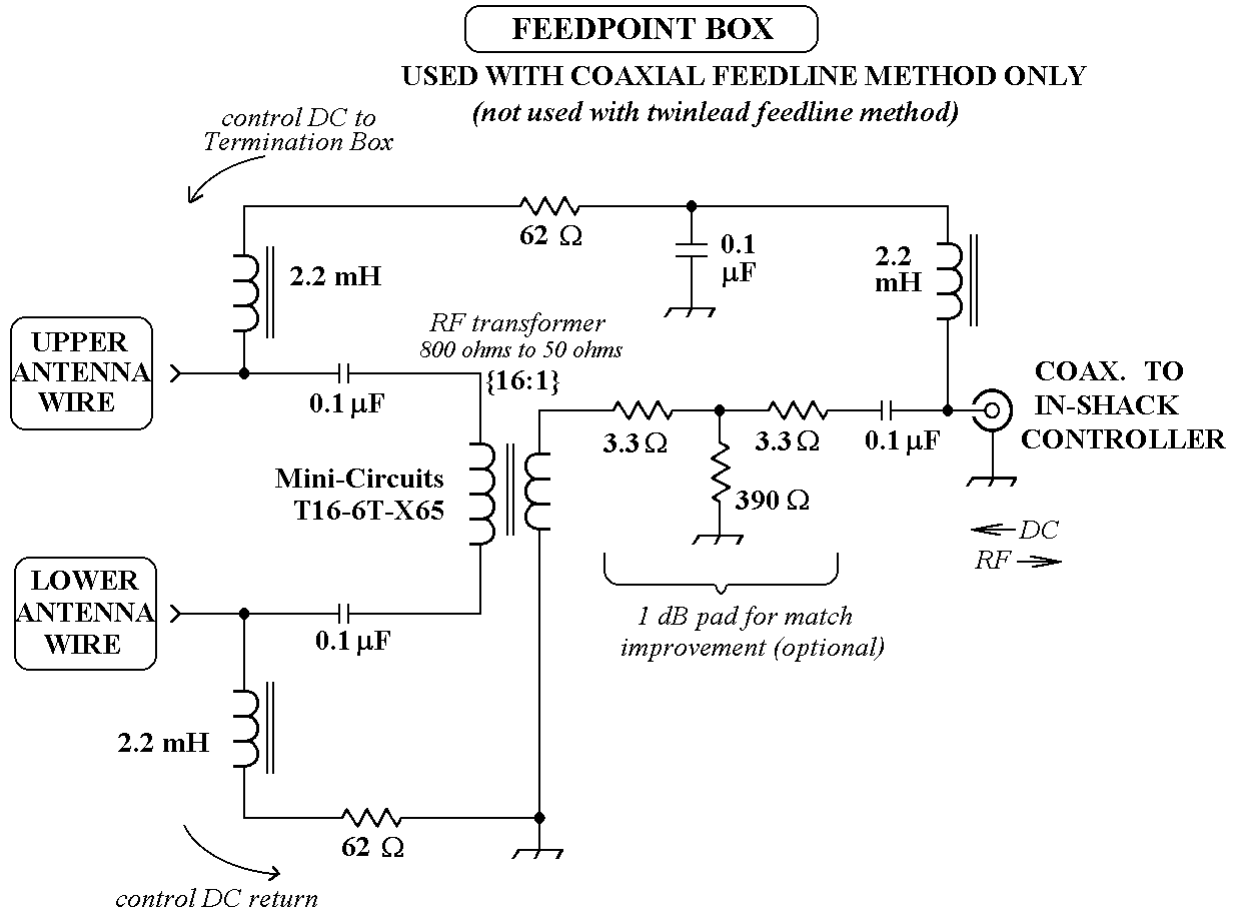 FEEDPOINT BOX
USED WITH COAXIAL FEEDLINE METHOD ONLY
(not used with twinlead feedline method)
control DC to
Termination Box
62 Ω
0.1
µF
2.2
mH
2.2 mH
RF transformer
800 ohms to 50 ohms
{16:1}
UPPER
ANTENNA
WIRE
0.1 µF
COAX. TO
IN-SHACK
CONTROLLER
3.3 Ω
3.3 Ω
0.1 µF
Mini-Circuits
T16-6T-X65
390 Ω
DC
RF
LOWER
ANTENNA
WIRE
0.1 µF
1 dB pad for match
improvement (optional)
2.2 mH
62 Ω
control DC return